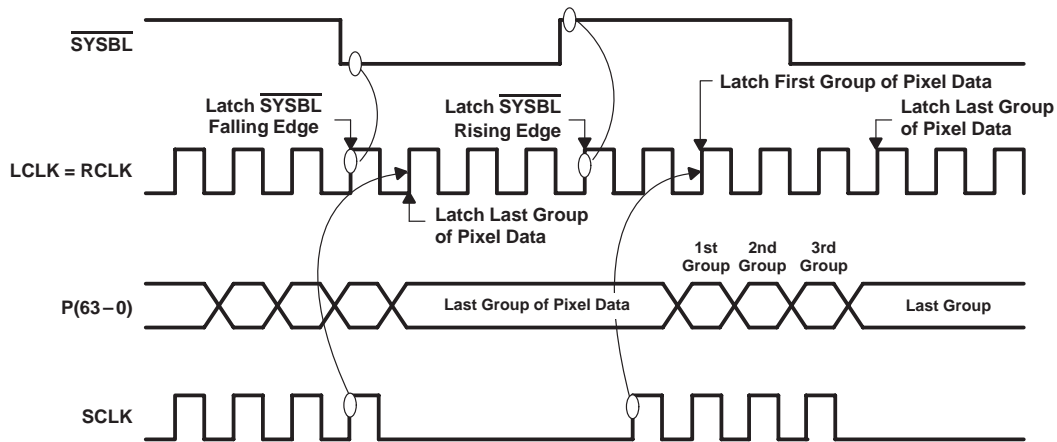 SYSBL
Latch SYSBL
Falling Edge
Latch SYSBL
Rising Edge
Latch First Group of Pixel Data
Latch Last Group
of Pixel Data
LCLK = RCLK
Latch Last Group
of Pixel Data
1st
Group
2nd
Group
3rd
Group
P(63−0)
Last Group of Pixel Data
Last Group
SCLK